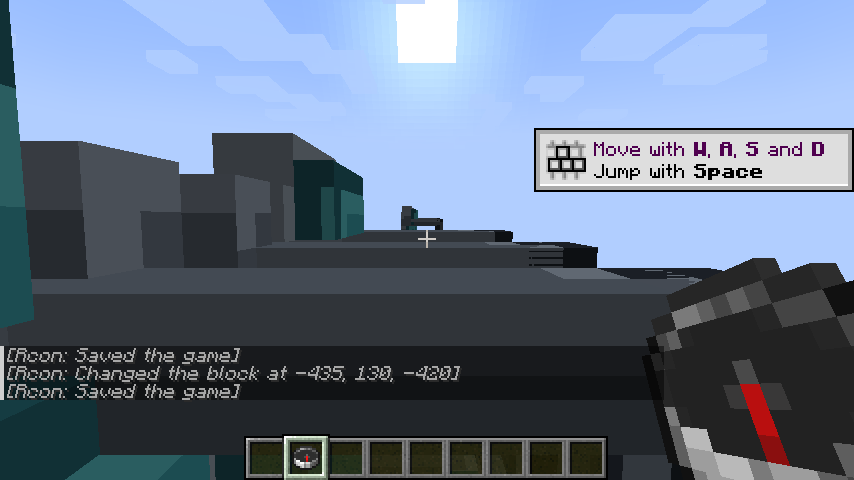 Move with W, A, S and D
Jump with Space
[Rcon: Saved the game]
[Rcon: Changed the block at -435, 130, -420]
[Rcon: Saved the game]